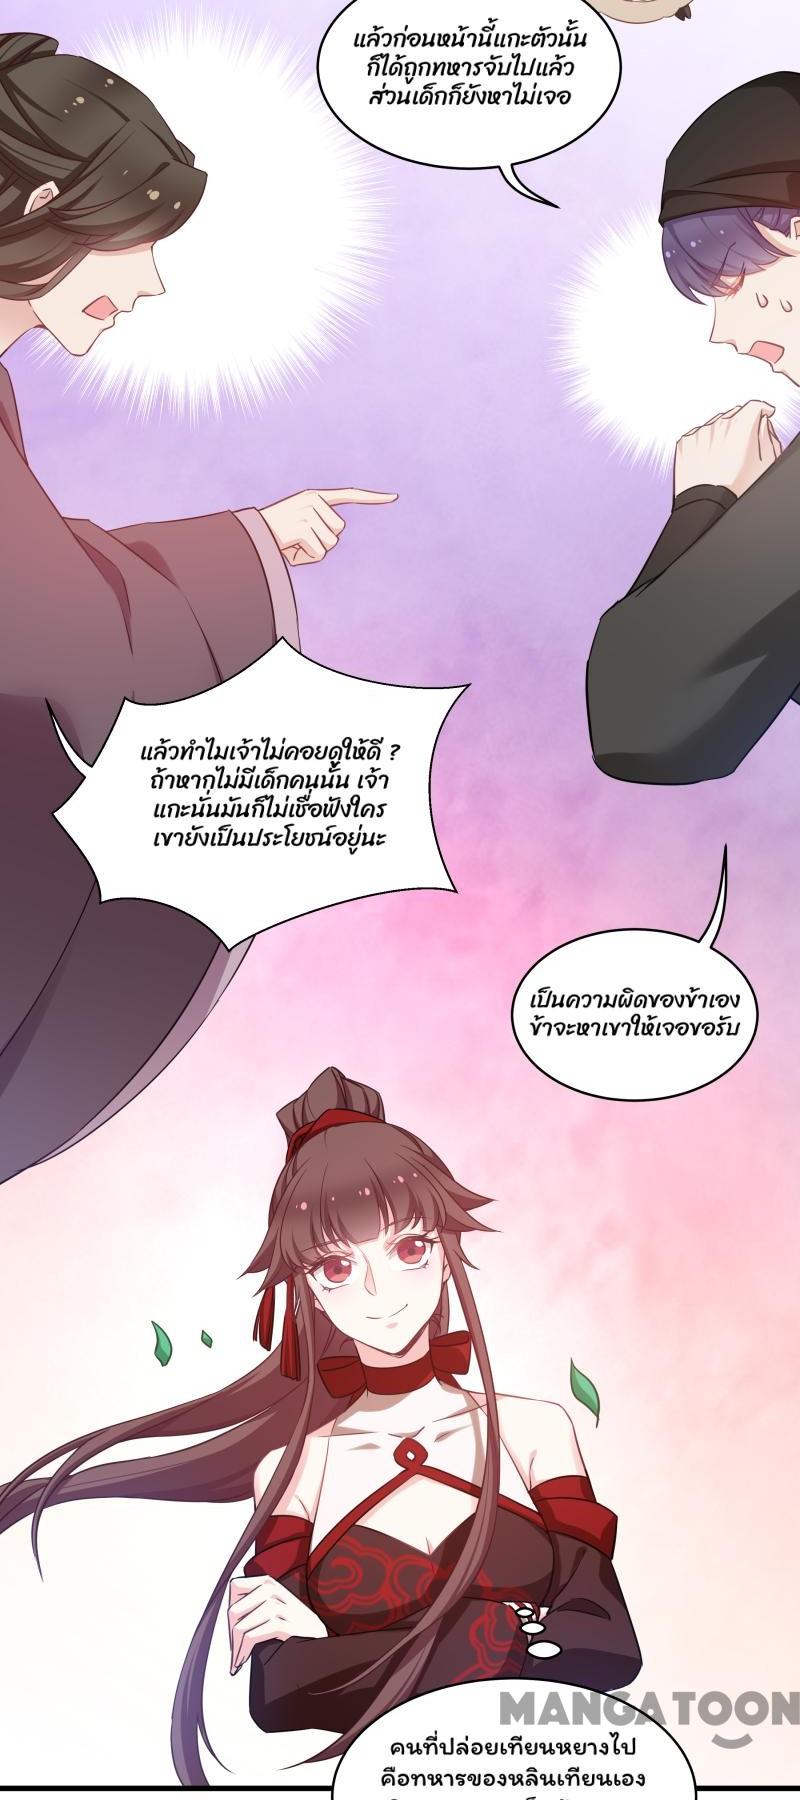 แล้วก่อนหน้านี้แกะตัวนั้น
ก็ได้ถูกทหารจับไปแล้ว
ส่วนเด็กก็ยังหาไม่เจอ
แล้วทำไมเจ้าไม่คอยดูให้ดี ?
ถ้าหากไม่มีเด็กคนนั้น เจ้า
แกะนั่นมันก็ไม่เชื่อฟังใคร
เขายังเป็นประโยชน์อยู่นะ
เป็นความผิดของข้าเอง
ข้าจะหาเขาให้เจอขอรับ
MANGATOON
คนที่ปล่อยเทียนหยางไป
คือทหารของหลินเทียนเอง